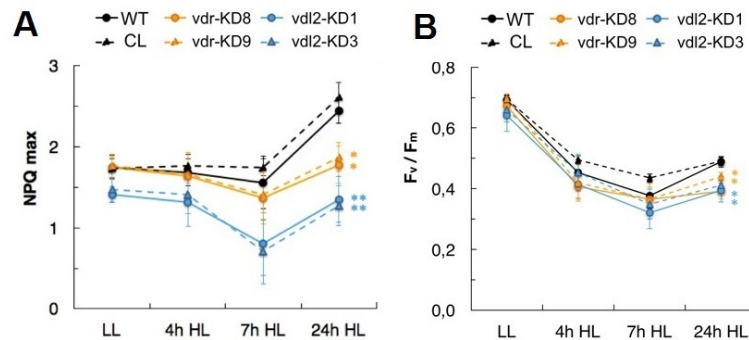 A
WT vdr-KD8 vdl2-KD1
CL vdr-KD9 vdl2-KD3
NPQ max
3
2
1
0
LL 4h HL 7h HL 24h HL
*
*
**
**
B
WT vdr-KD8 vdl2-KD1
CL vdr-KD9 vdl2-KD3
Fv / Fm
0,8
0,6
0,4
0,2
0,0
LL 4h HL 7h HL 24h HL
*
*
*
*